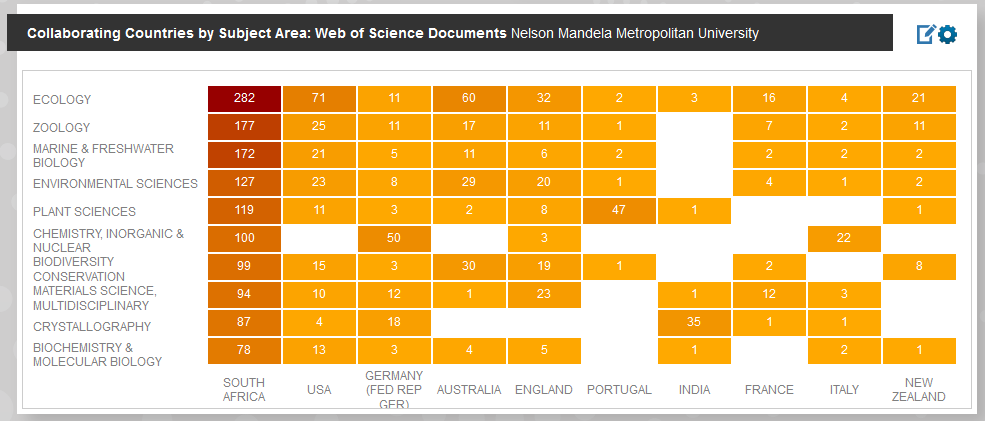 Collaborating Countries by Subject Area: Web of Science Documents Nelson Mandela Metropolitan University
ECOLOGY 282 71 11 60 32 2 3 16 4 21
ZOOLOGY 177 25 11 17 11 1 7 2 11
MARINE & FRESHWATER
BIOLOGY 172 21 5 11 6 2 2 2 2
ENVIRONMENTAL SCIENCES 127 23 8 29 20 1 4 1 2
PLANT SCIENCES 119 11 3 2 8 47 1 1
CHEMISTRY, INORGANIC &
NUCLEAR 100 50 3 22
BIODIVERSITY
CONSERVATION 99 15 3 30 19 1 2 8
MATERIALS SCIENCE,
MULTIDISCIPLINARY 94 10 12 1 23 1 12 3
CRYSTALLOGRAPHY 87 4 18 35 1 1
BIOCHEMISTRY &
MOLECULAR BIOLOGY 78 13 3 4 5 1 2 1
SOUTH
AFRICA
USA
GERMANY
(FED REP
GER)
AUSTRALIA
ENGLAND
PORTUGAL
INDIA
FRANCE
ITALY
NEW
ZEALAND